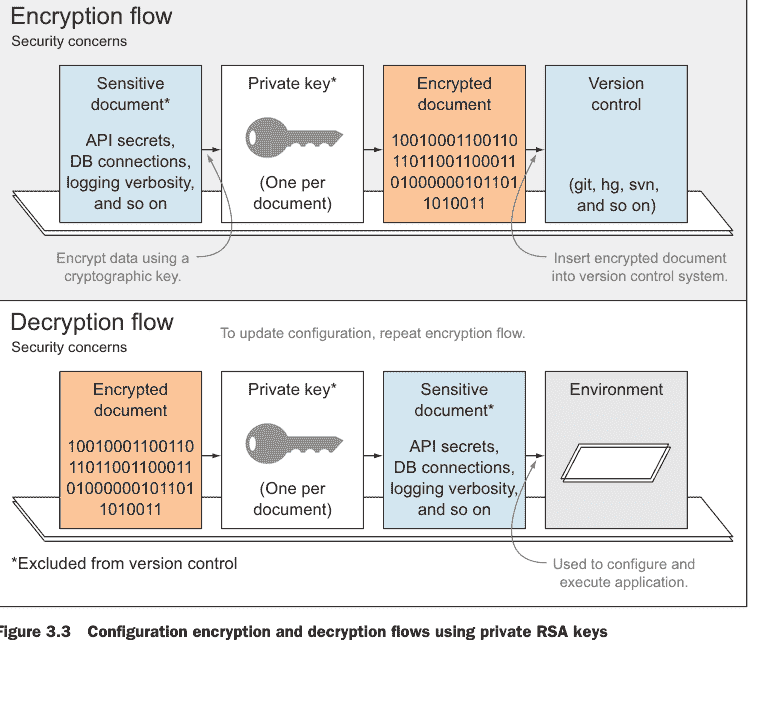 Encryption flow
Security concerns
Sensitive
document*
API secrets,
DB connections,
logging verbosity,
and so on
Private key*
(One per
document)
Encrypted
document
10010001100110
11011001100011
01000000101101
1010011
Version
control
(git, hg, svn,
and so on)
Encrypt data using a
cryptographic key.
Insert encrypted document
into version control system.
Decryption flow
Security concerns
To update configuration, repeat encryption flow.
Encrypted
document
10010001100110
11011001100011
01000000101101
1010011
Private key*
(One per
document)
Sensitive
document*
API secrets,
DB connections,
logging verbosity,
and so on
Environment
*Excluded from version control
Used to configure and
execute application.
Figure 3.3 Configuration encryption and decryption flows using private RSA keys